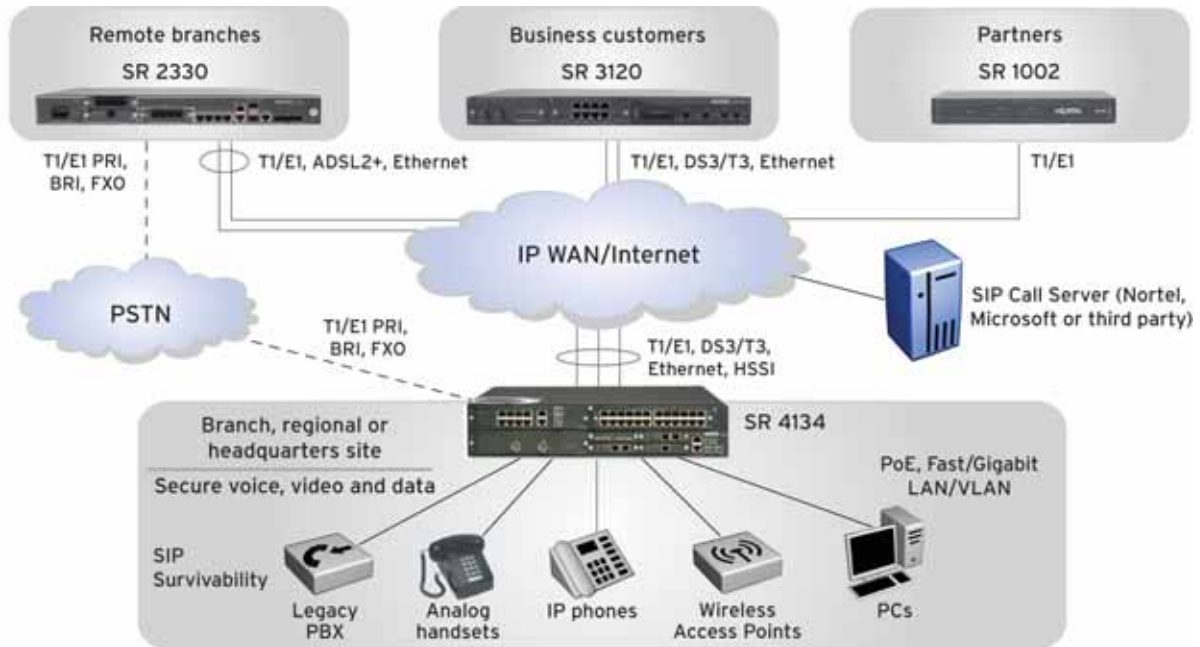 Remote branches
SR 2330
Business customers
SR 3120
Partners
SR 1002
T1/E1 PRI,
BRI, FXO
T1/E1, ADSL2+, Ethernet
T1/E1, DS3/T3, Ethernet
T1/E1
IP WAN/Internet
PSTN
SIP Call Server (Nortel,
Microsoft or third party)
T1/E1 PRI,
BRI, FXO
T1/E1, DS3/T3,
Ethernet, HSSI
SR 4134
Branch, regional or
headquarters site
Secure voice, video and data
PoE, Fast/Gigabit
LAN/VLAN
SIP
Survivability
Legacy
PBX
Analog
handsets
IP phones
Wireless
Access Points
PCs